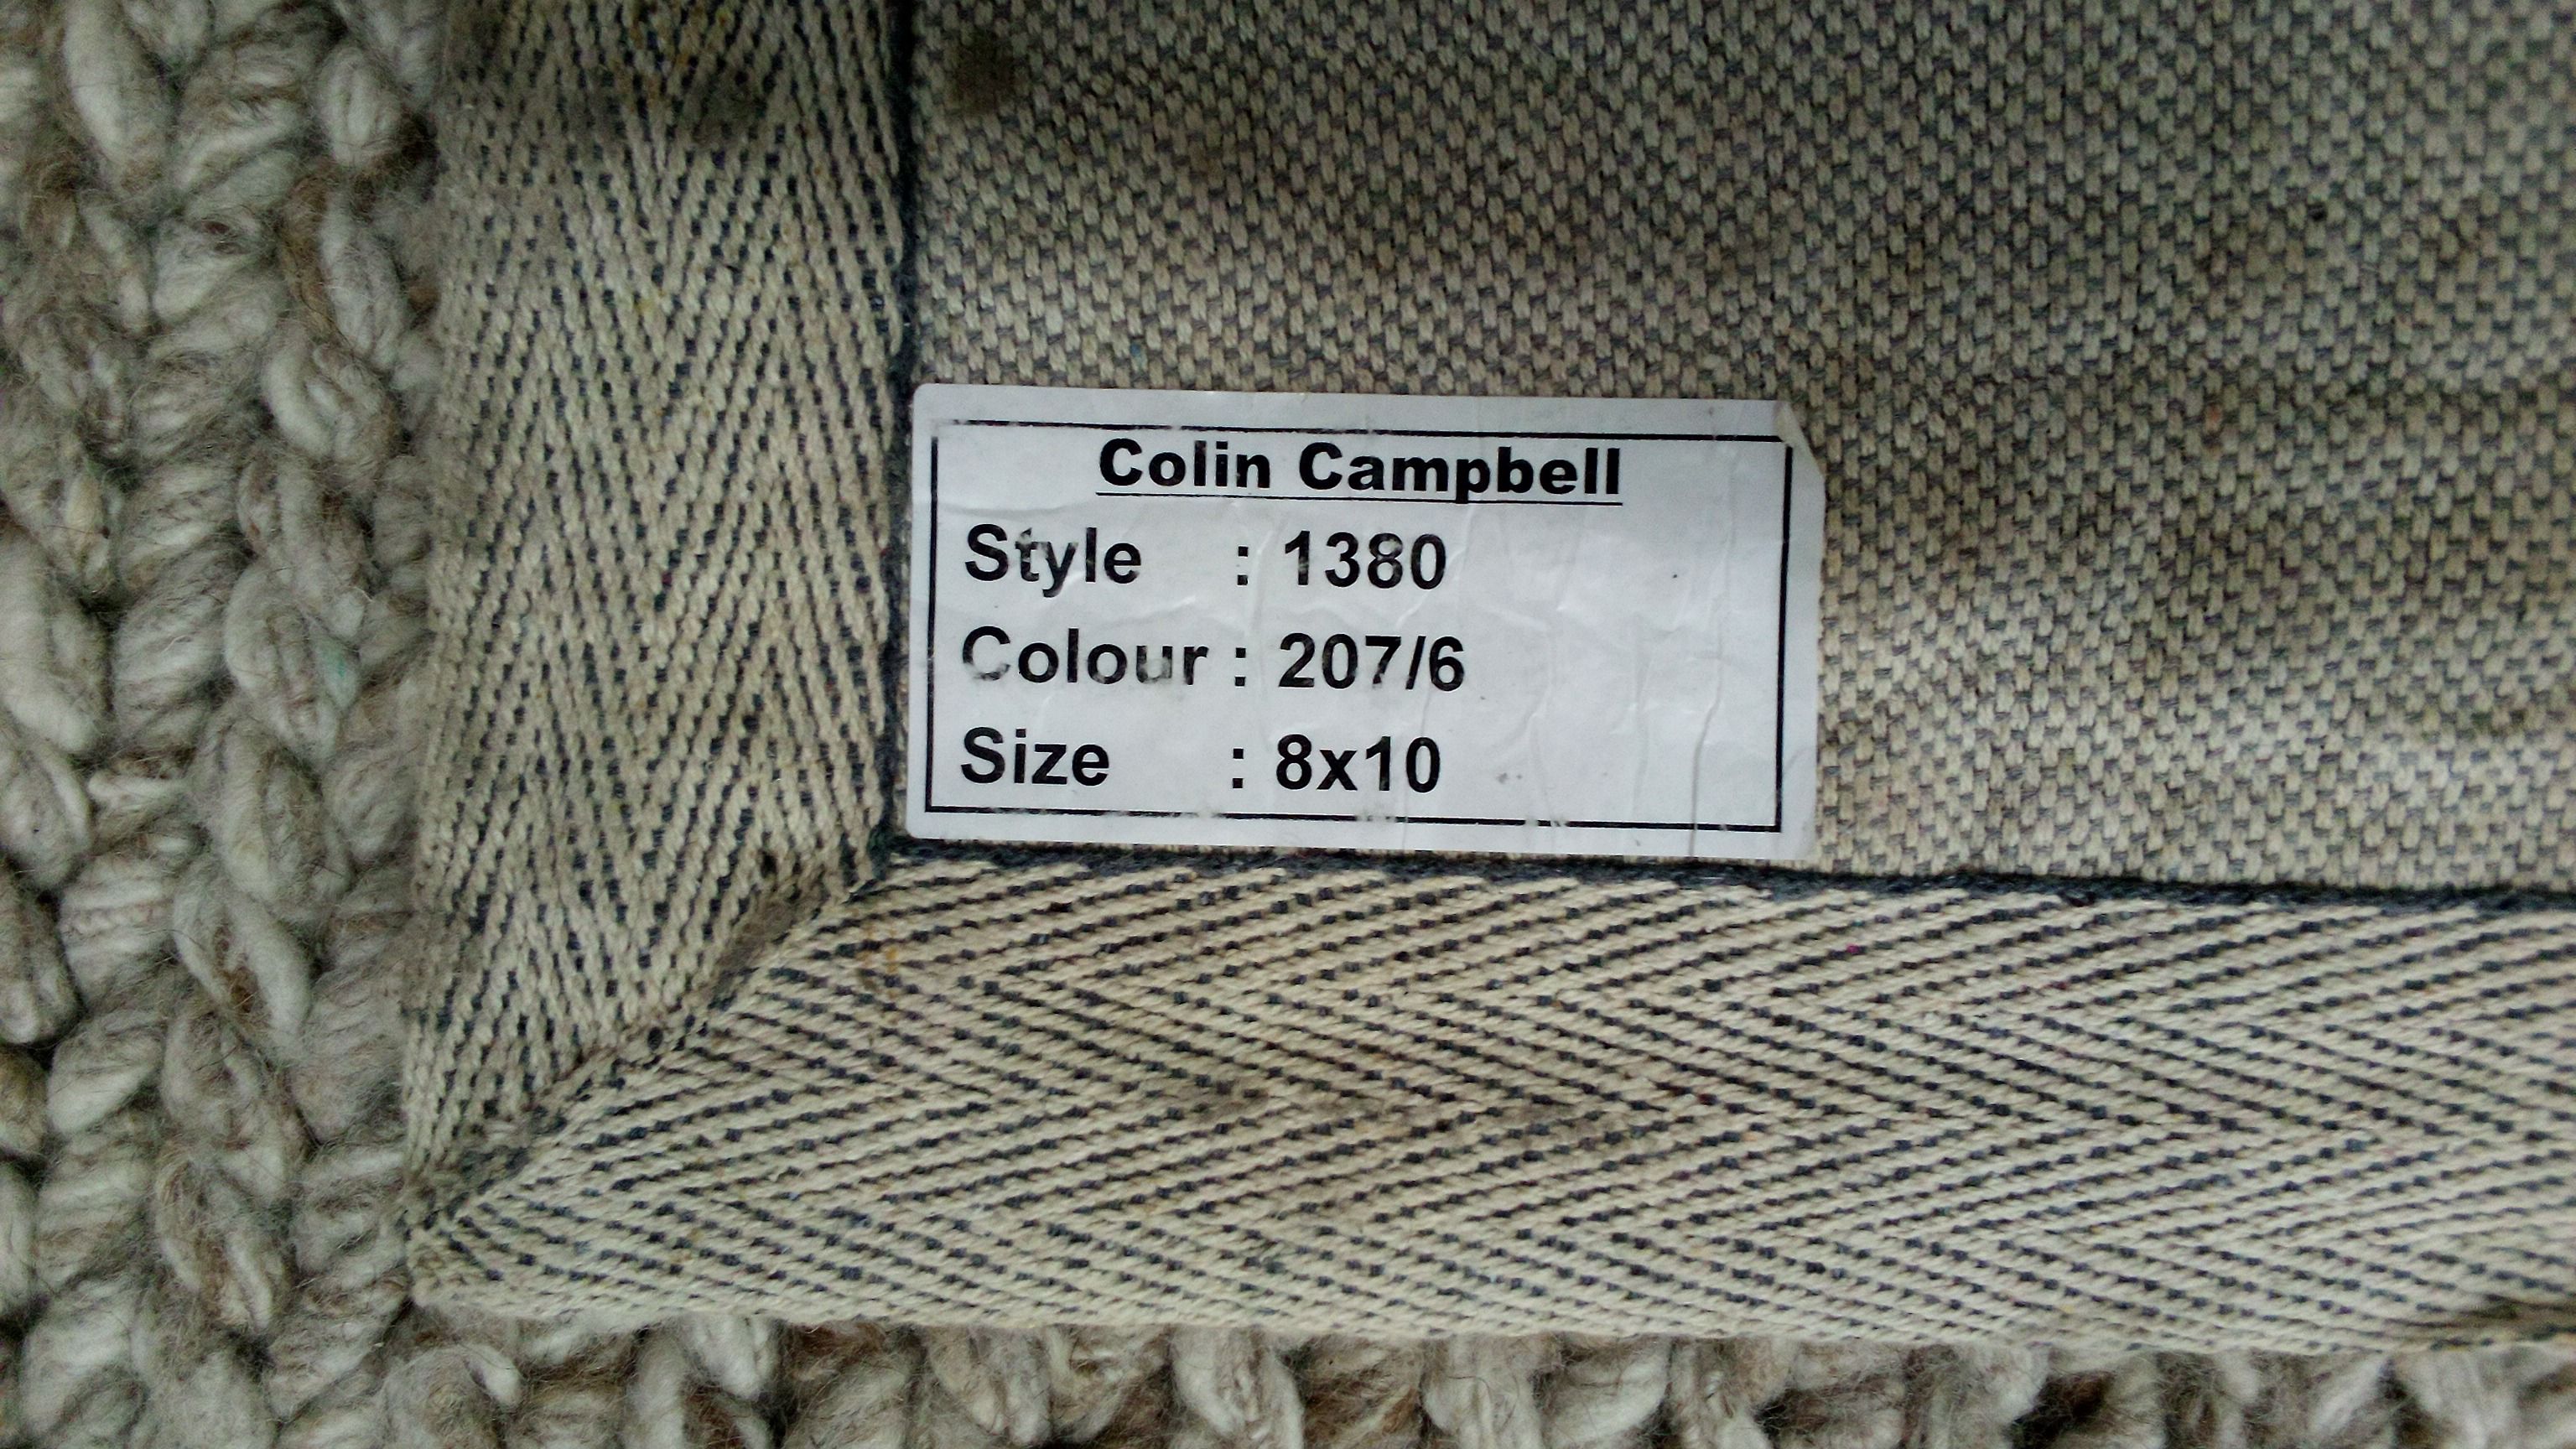 Colin Campbell
Style : 1380
Colour : 207/6
Size : 8x10